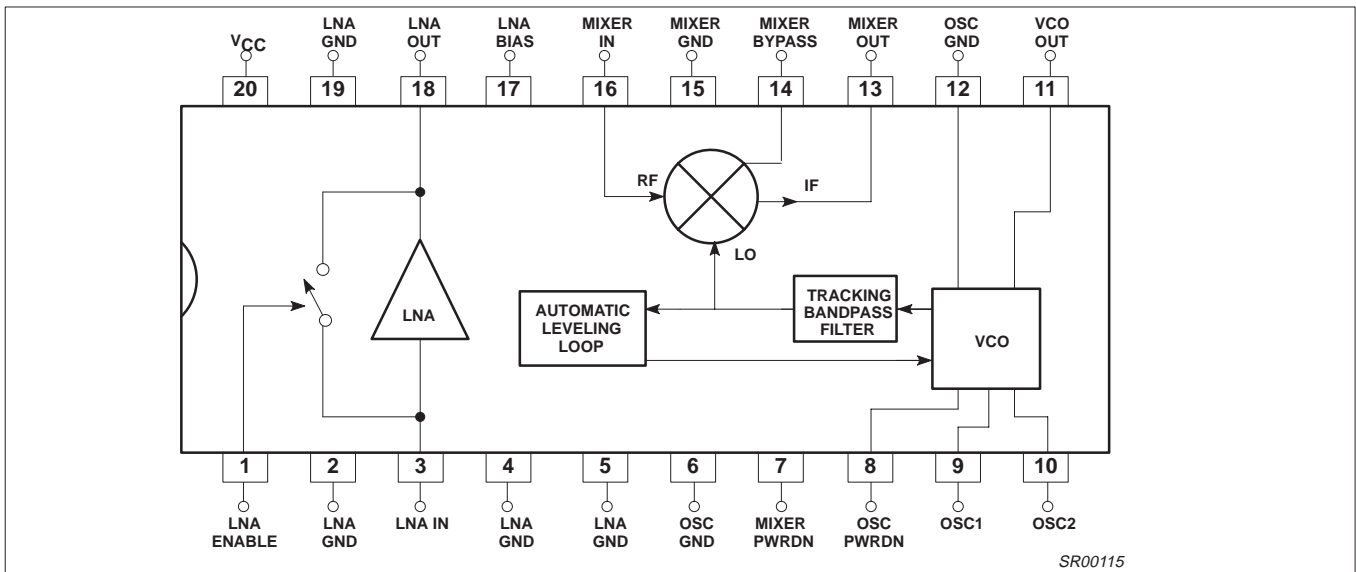 VCC
LNA
GND
LNA
OUT
LNA
BIAS
MIXER
IN
MIXER
GND
MIXER
BYPASS
MIXER
OUT
OSC
GND
VCO
OUT
20 19 18 17 16 15 14 13 12 11
RF
IF
LO
LNA
AUTOMATIC
LEVELING
LOOP
TRACKING
BANDPASS
FILTER
VCO
1 2 3 4 5 6 7 8 9 10
LNA
ENABLE
LNA
GND
LNA IN
LNA
GND
LNA
GND
OSC
GND
MIXER
PWRDN
OSC
PWRDN
OSC1
OSC2
SR00115